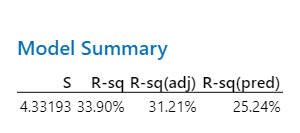 Model Summary
S R-sq R-sq(adj) R-sq(pred)
4.33193 33.90% 31.21% 25.24%